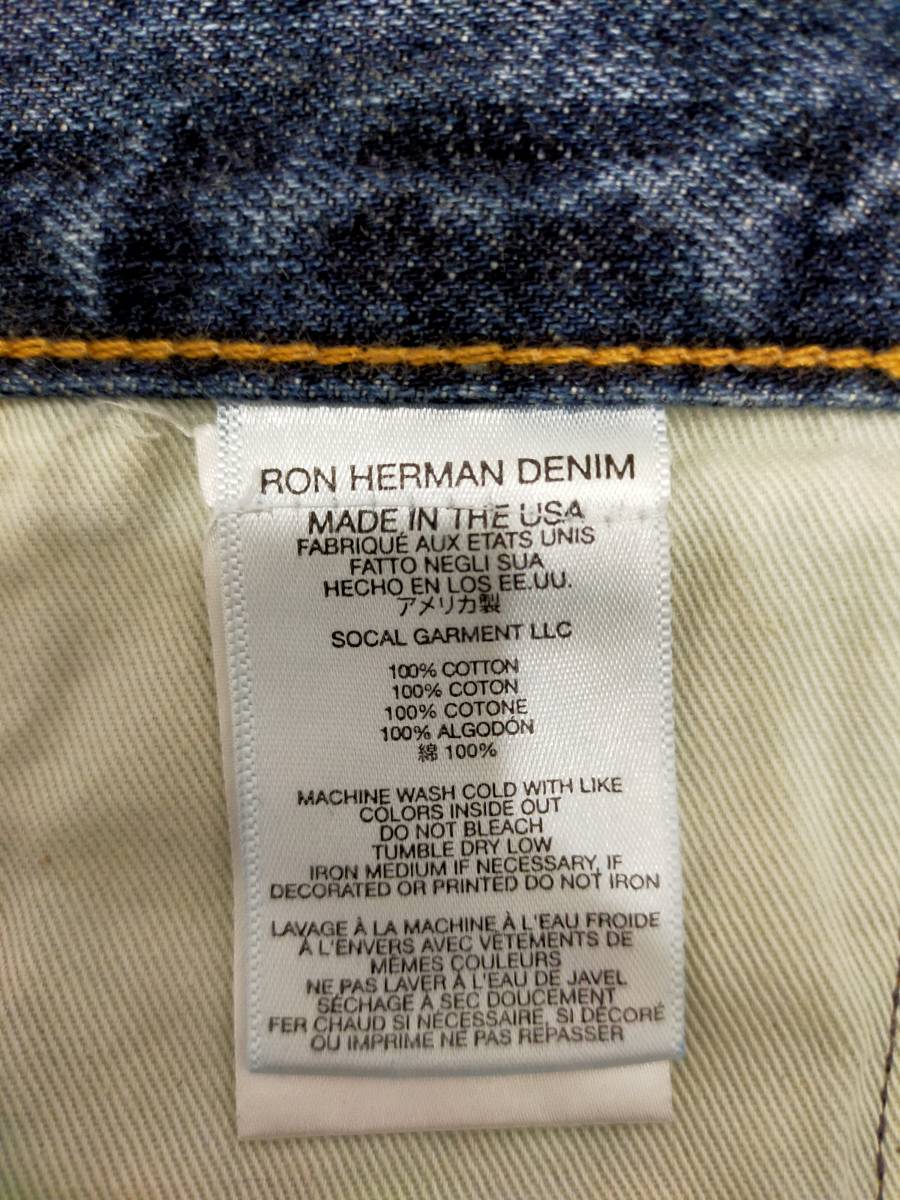 RON HERMAN DENIM
MADE IN THE USA
FABRIQUÉ AUX ETATS UNIS
FATTO NEGLI SUA
HECHO EN LOS EE.UU.
アメリカ製
SOCAL GARMENT LLC
100% COTTON
100% COTON
100% COTONE
100% ALGODÓN
綿 100%
MACHINE WASH COLD WITH LIKE
COLORS INSIDE OUT
DO NOT BLEACH
TUMBLE DRY LOW
IRON MEDIUM IF NECESSARY, IF
DECORATED OR PRINTED DO NOT IRON
LAVAGE À LA MACHINE À L'EAU FROIDE
À L'ENVERS AVEC VÊTEMENTS DE
MÊMES COULEURS
NE PAS LAVER À L'EAU DE JAVEL
SÉCHAGE À SEC DOUCEMENT
FER CHAUD SI NÉCESSAIRE, SI DÉCORÉ
OU IMPRIME NE PAS REPASSER